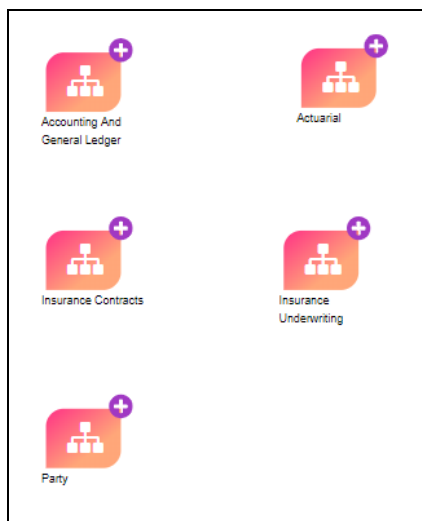 Accounting And
General Ledger
Actuarial
Insurance Contracts
Insurance
Underwriting
Party